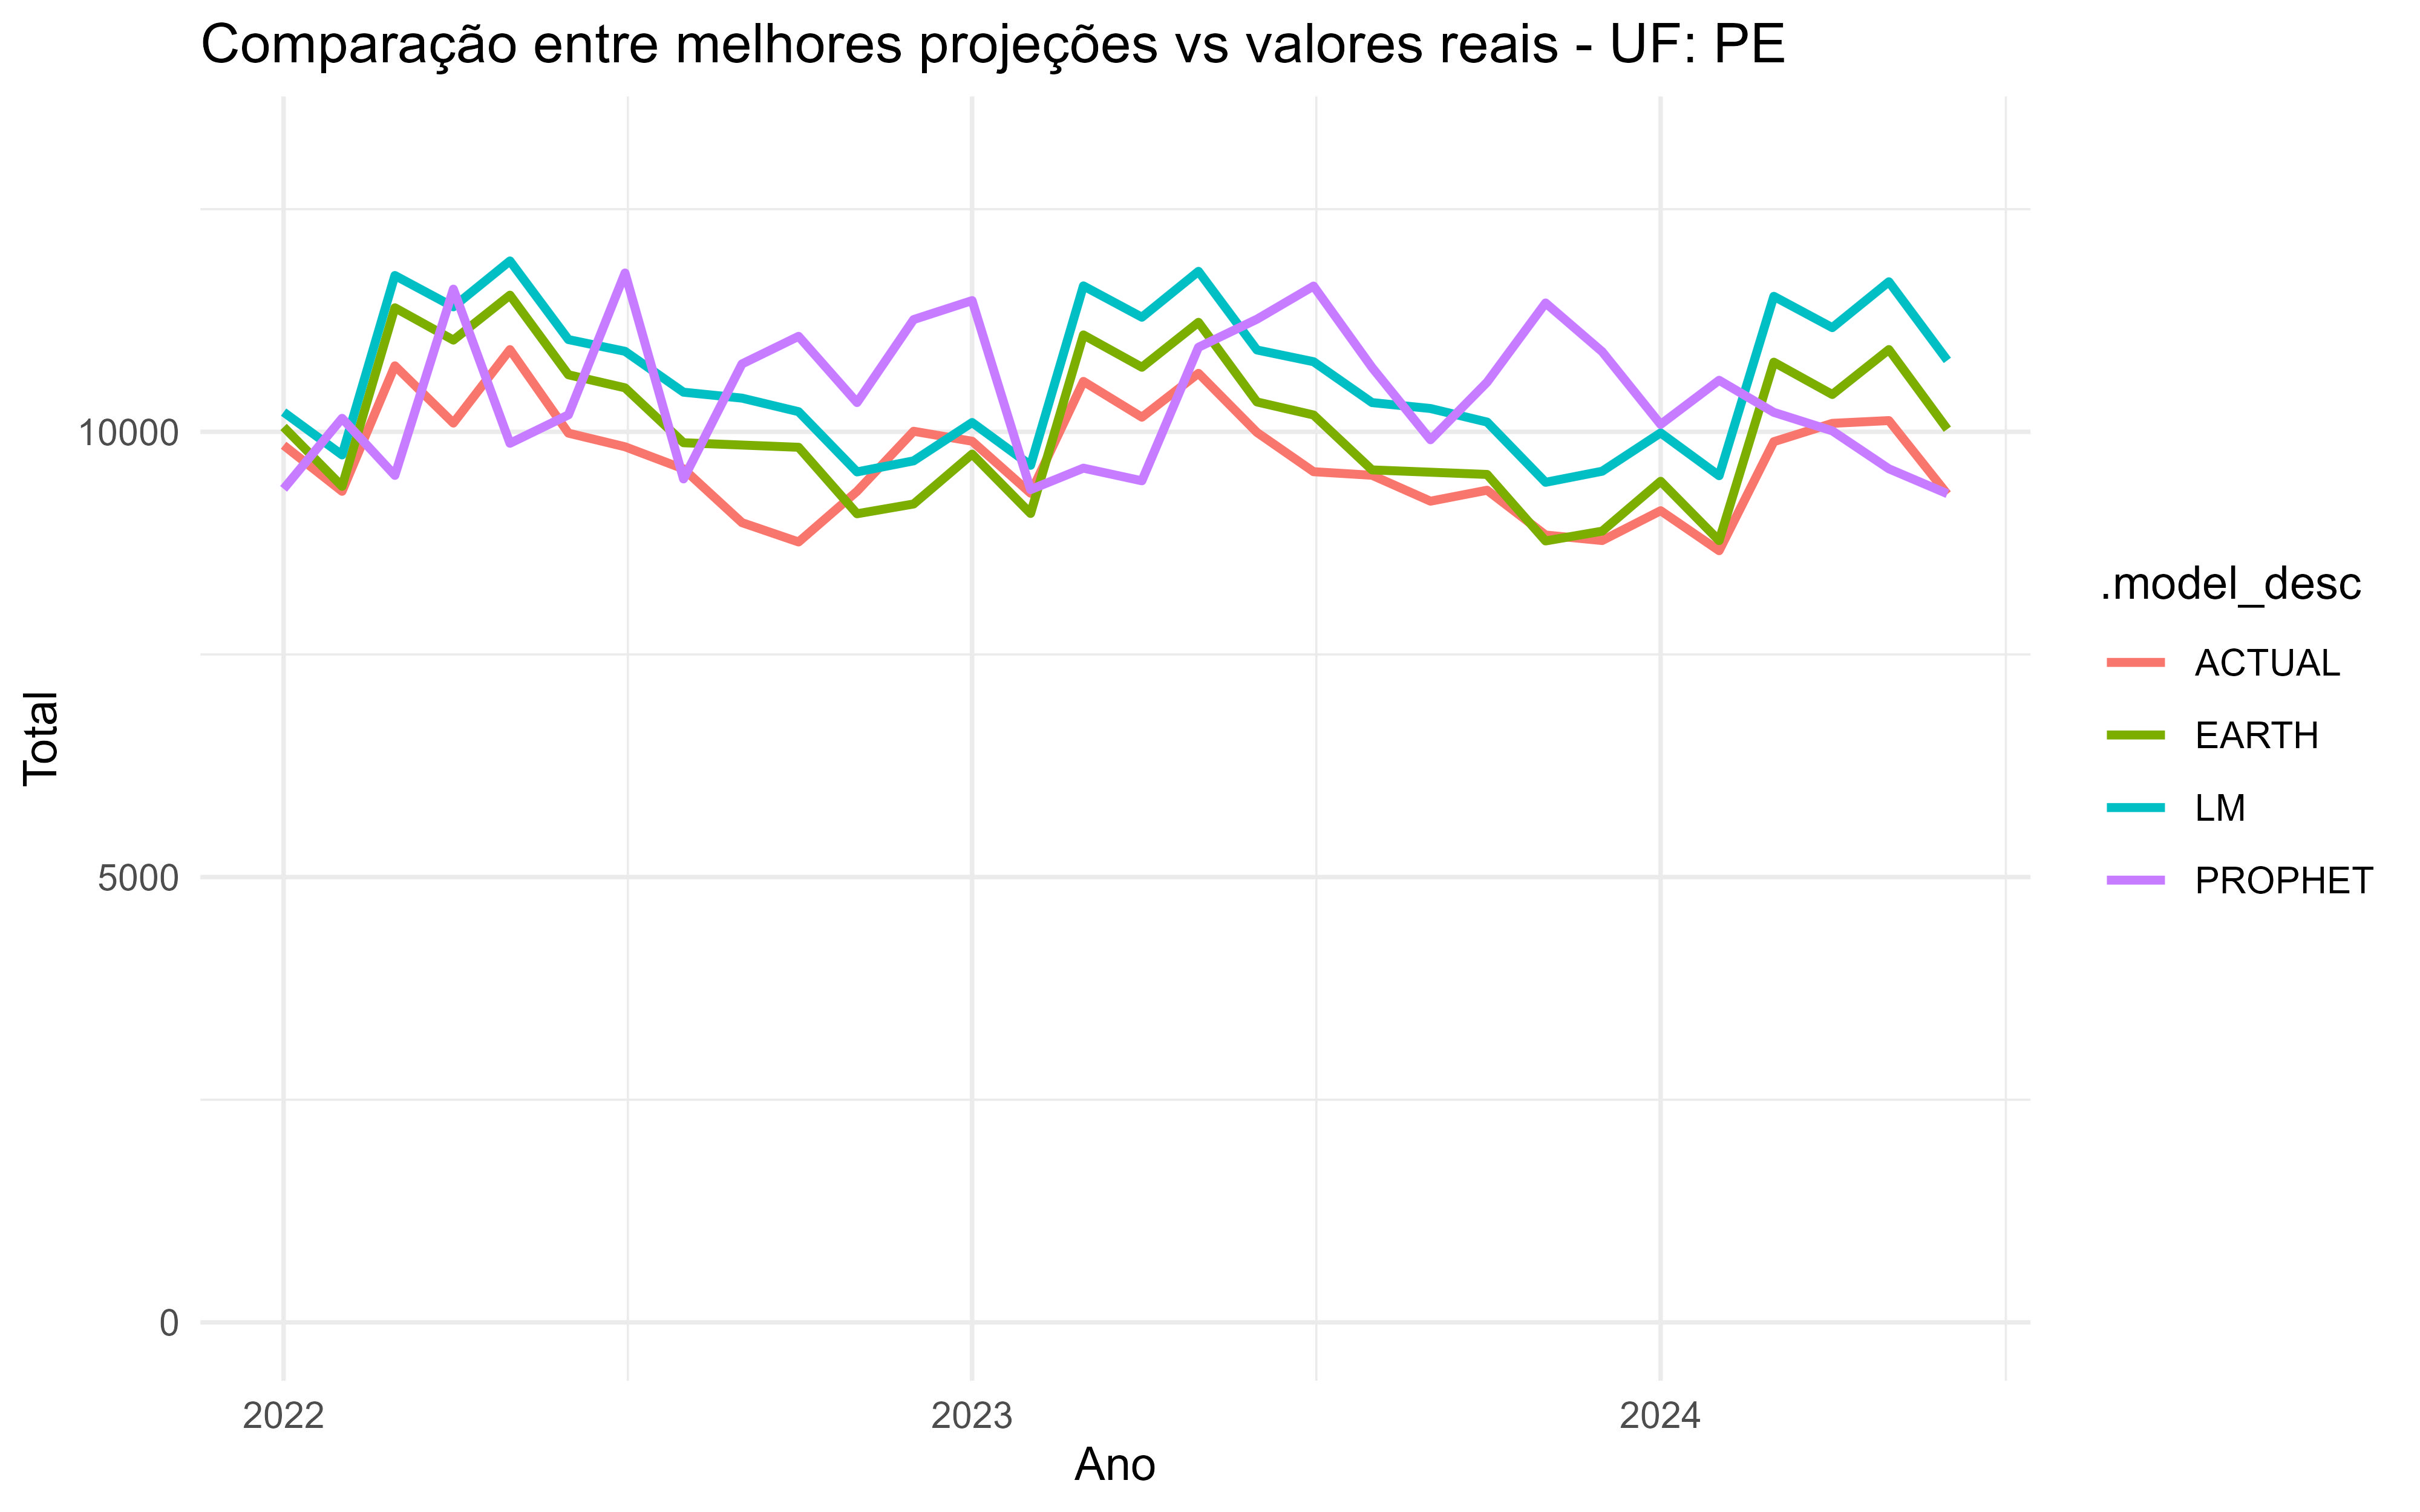 Comparação entre melhores projeções vs valores reais - UF: PE
Total
10000
5000
0
2022
2023
2024
Ano
.model_desc
ACTUAL
EARTH
LM
PROPHET